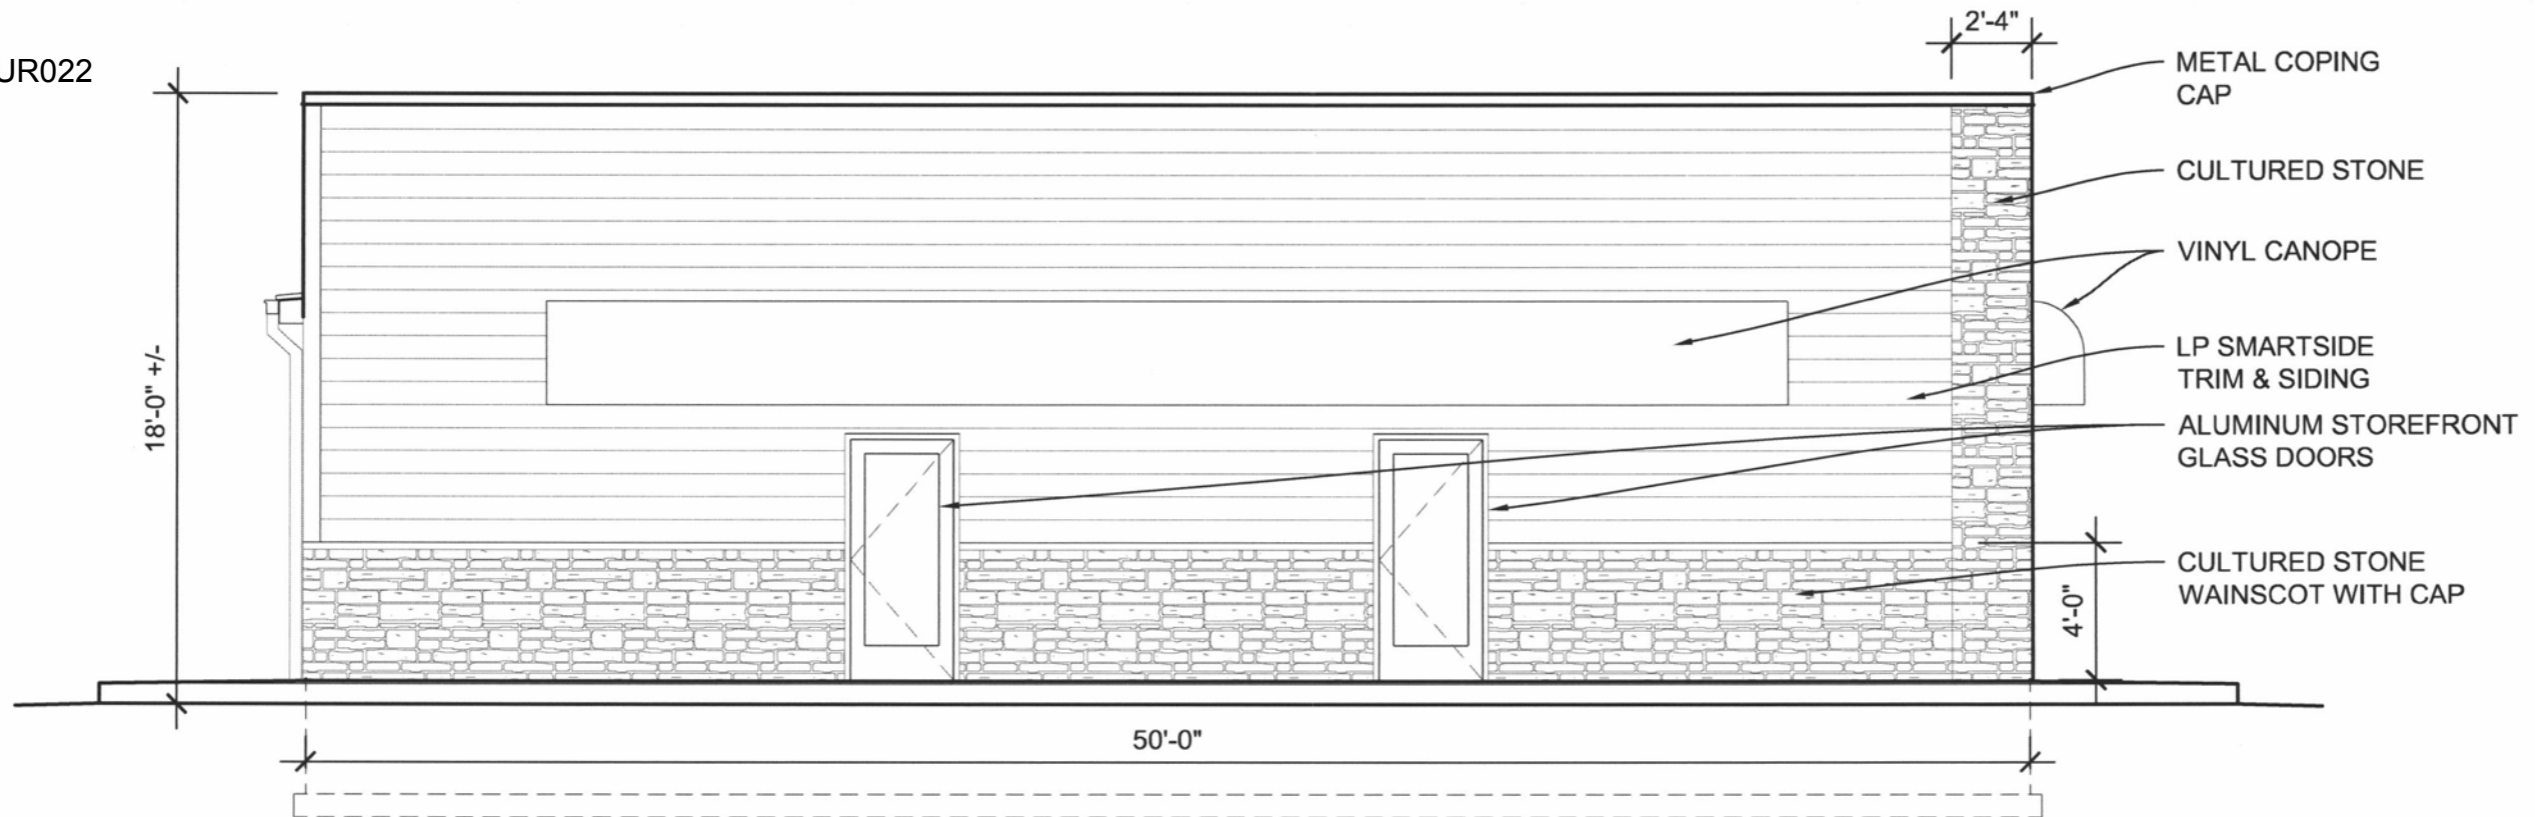 2'-4"
UR022
METAL COPING
CAP
CULTURED STONE
VINYL CANOPE
LP SMARTSIDE
TRIM & SIDING
18'-0" +/-
ALUMINUM STOREFRONT
GLASS DOORS
CULTURED STONE
WAINSCOT WITH CAP
4'-0"
50'-0"